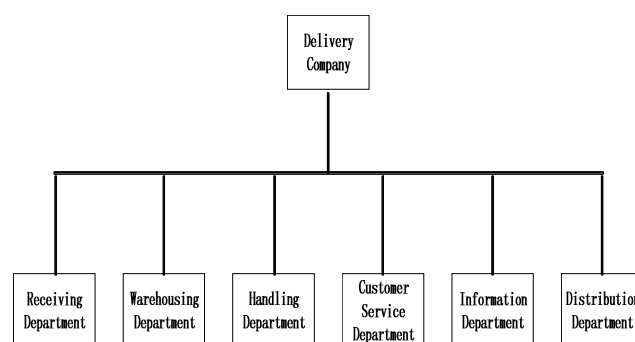 Delivery
Company
Receiving
Department
Warehousing
Department
Handling
Department
Customer
Service
Department
Information
Department
Distribution
Department